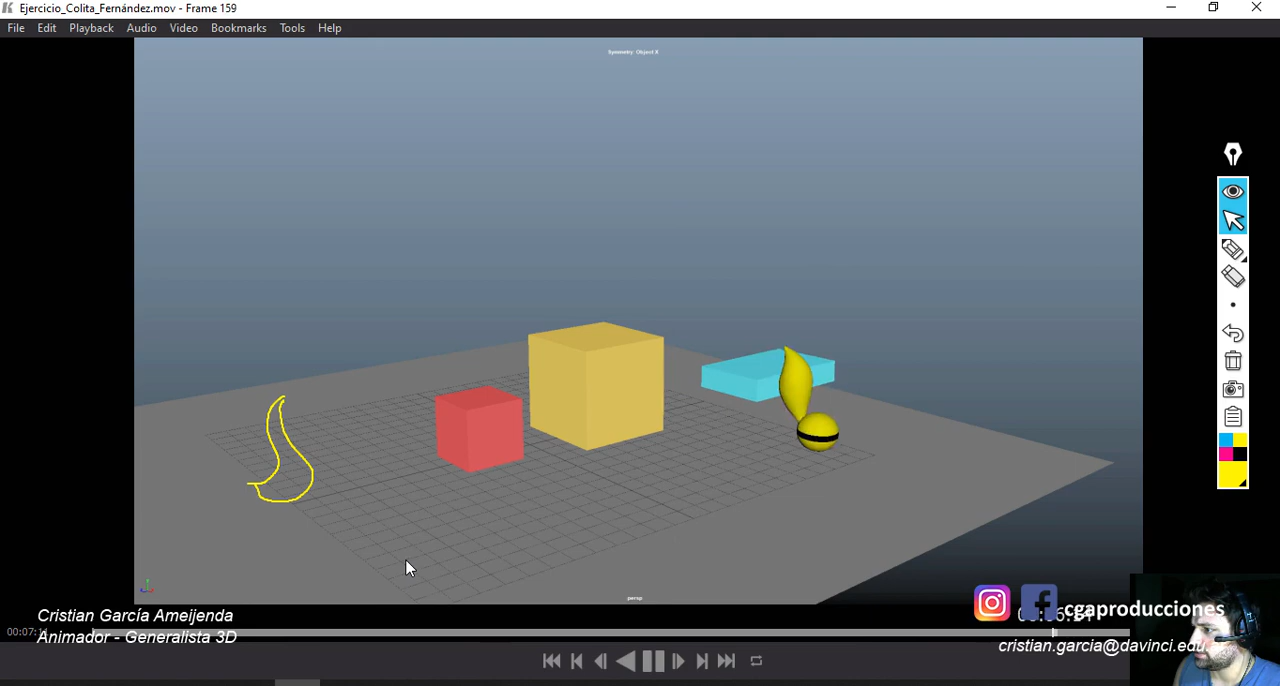 Ejercicio_Colita_Fernández.mov - Frame 159
File Edit Playback Audio Video Bookmarks Tools Help
Symmetry: Object X
persp
Cristian García Ameijenda
Animador - Generalista 3D
cgaproducciones
cristian.garcia@davinci.edu